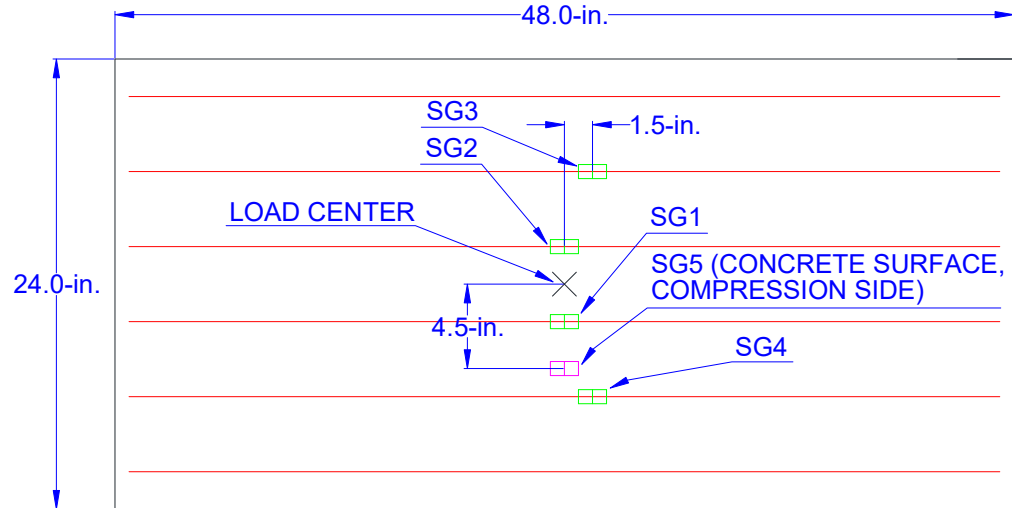 48.0-in.
SG3
1.5-in.
SG2
LOAD CENTER
SG1
24.0-in.
SG5 (CONCRETE SURFACE,
COMPRESSION SIDE)
4.5-in.
SG4